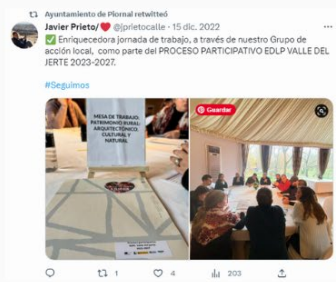 Ayuntamiento de Piornal retwitteó
Javier Prieto/❤️ @jprietocalle · 15 dic. 2022
✅ Enriquecedora jornada de trabajo, a través de nuestro Grupo de
acción local, como parte del PROCESO PARTICIPATIVO EDLP VALLE DEL
JERTE 2023-2027.
#Seguimos
MESA DE TRABAJO:
PATRIMONIO RURAL:
ARQUITECTÓNICO,
CULTURAL Y
NATURAL
Guardar
1 4 203